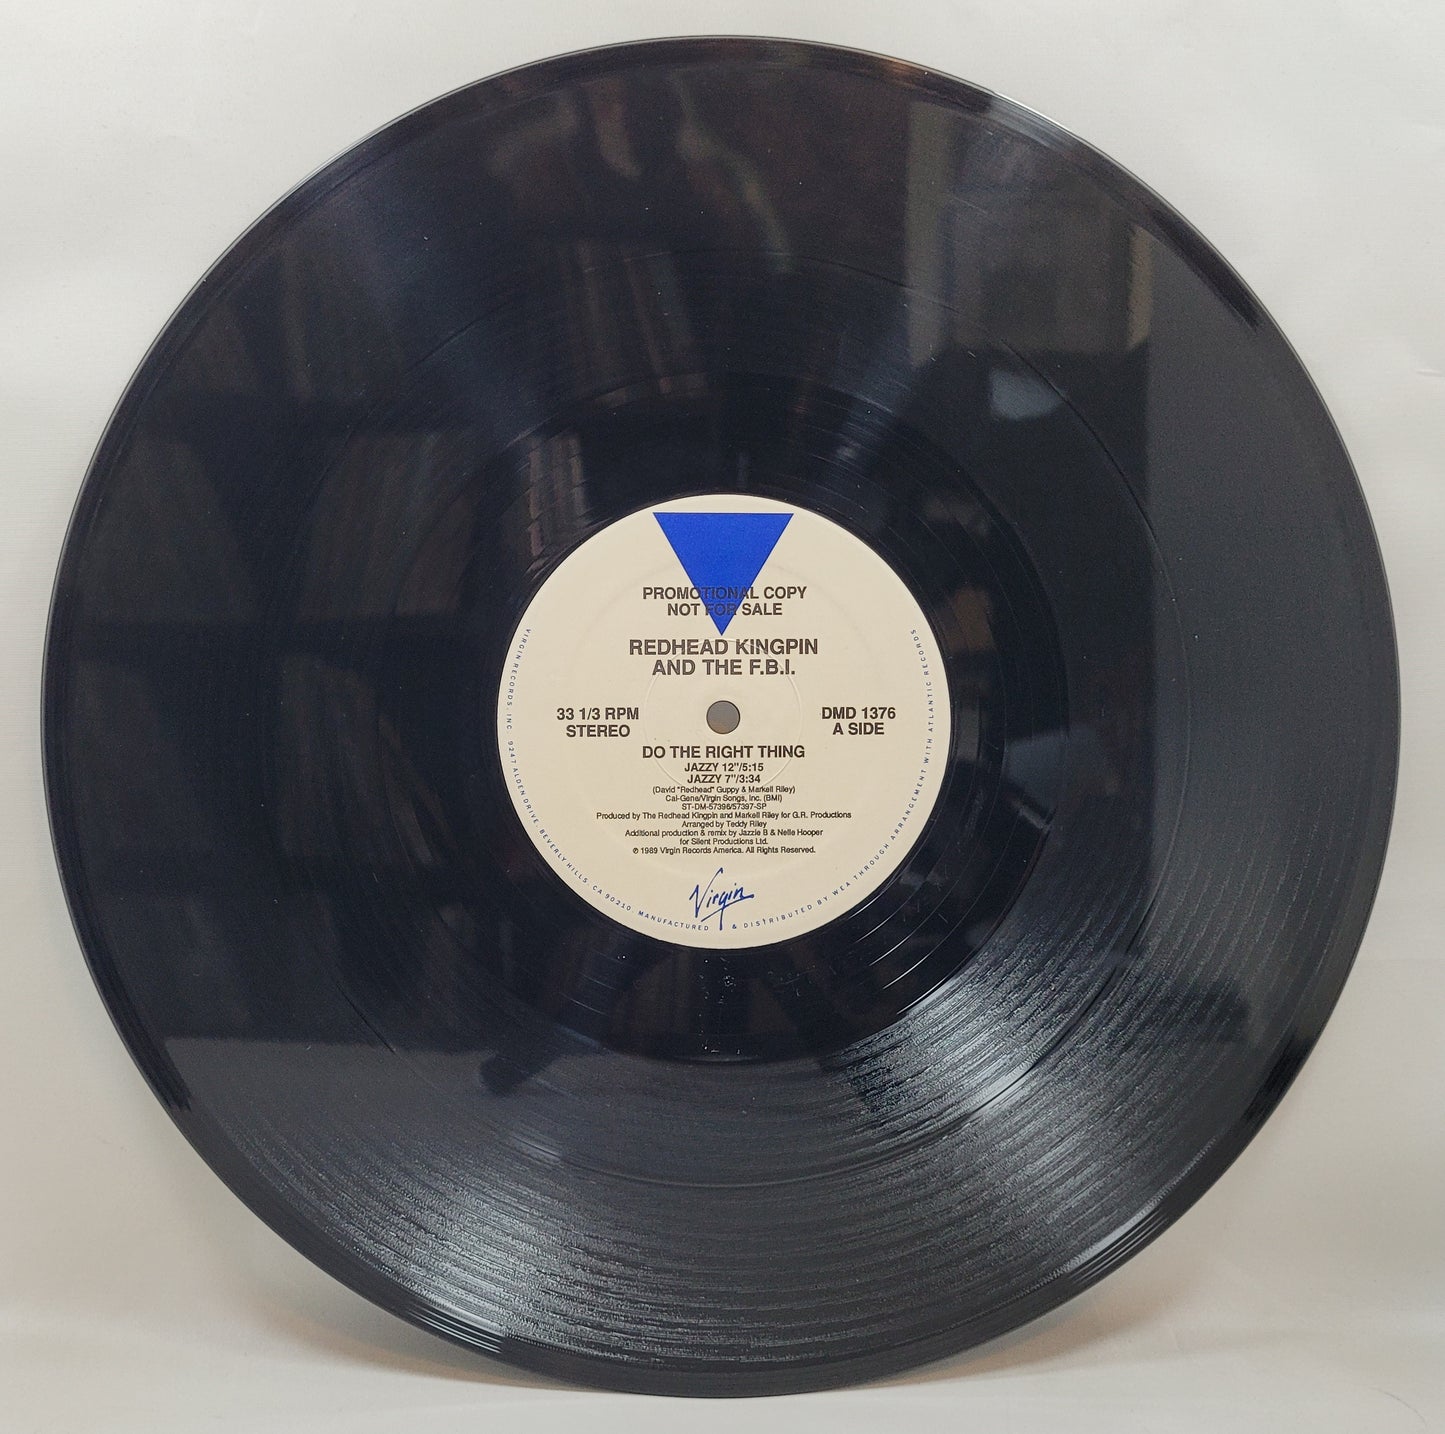 PROMOTIONAL COPY
NOT FOR SALE
REDHEAD KINGPIN
AND THE F.B.I.
33 1/3 RPM
STEREO
DMD 1376
A SIDE
DO THE RIGHT THING
JAZZY 12"/5:15
JAZZY 7"/3:34
(David "Redhead" Guppy & Markell Riley)
Cal-Gene/Virgin Songs, Inc. (BMI)
ST-DM-57396/57397-SP
Produced by The Redhead Kingpin and Markell Riley for G.R. Productions
Arranged by Teddy Riley
Additional production & remix by Jazzie B & Nelle Hooper
for Silent Productions Ltd.
℗ 1989 Virgin Records America. All Rights Reserved.
Virgin
VIRGIN RECORDS, INC. 9247 ALDEN DRIVE, BEVERLY HILLS, CA 90210. MANUFACTURED & DISTRIBUTED BY WEA THROUGH ARRANGEMENT WITH ATLANTIC RECORDS